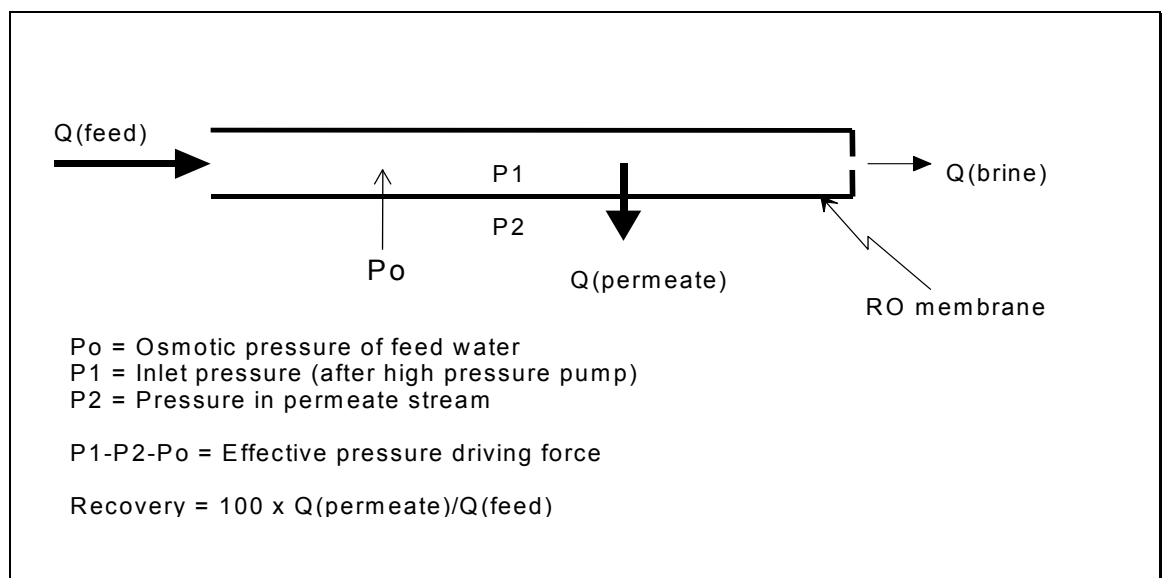 Q(feed)
P1
Q(brine)
P2
Po
Q(permeate)
RO membrane
Po = Osmotic pressure of feed water
P1 = Inlet pressure (after high pressure pump)
P2 = Pressure in permeate stream
P1-P2-Po = Effective pressure driving force
Recovery = 100 x Q(permeate)/Q(feed)